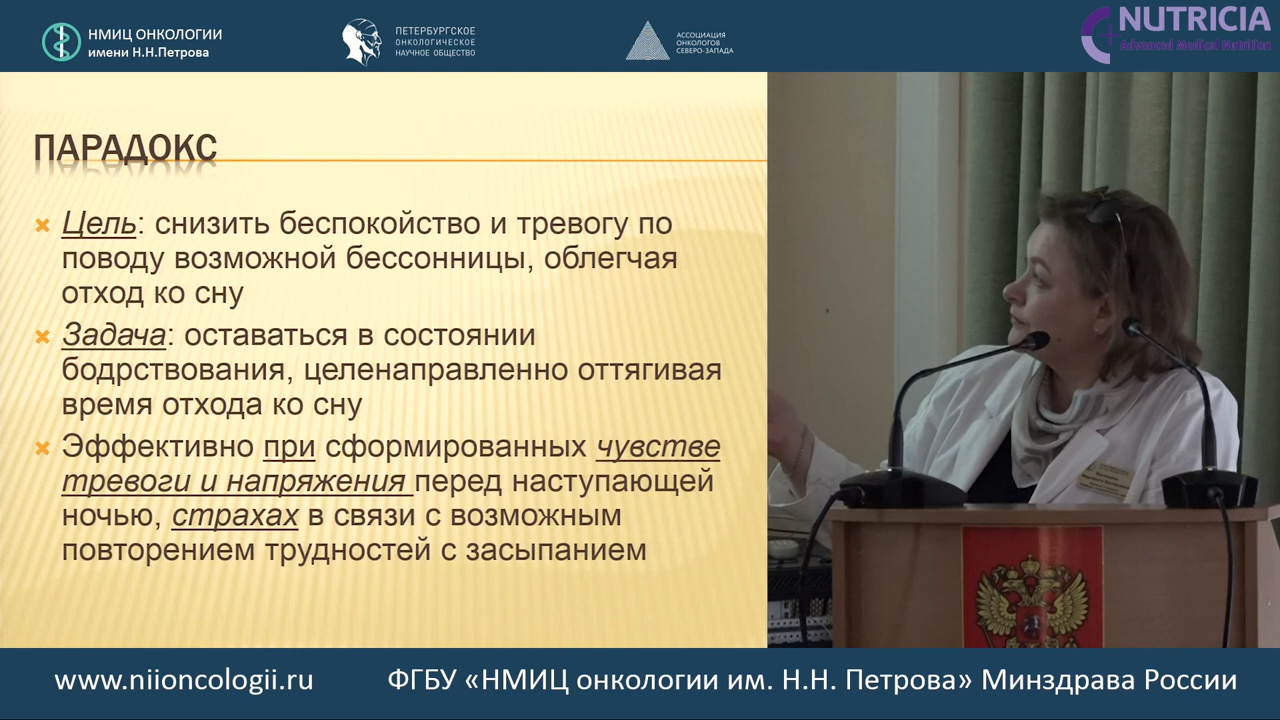 НМИЦ ОНКОЛОГИИ
имени Н.Н.Петрова
ПЕТЕРБУРГСКОЕ
ОНКОЛОГИЧЕСКОЕ
НАУЧНОЕ ОБЩЕСТВО
АССОЦИАЦИЯ
ОНКОЛОГОВ
СЕВЕРО-ЗАПАДА
NUTRICIA
Advanced Medical Nutrition
ПАРАДОКС
Цель: снизить беспокойство и тревогу по
поводу возможной бессонницы, облегчая
отход ко сну
Задача: оставаться в состоянии
бодрствования, целенаправленно оттягивая
время отхода ко сну
Эффективно при сформированных чувстве
тревоги и напряжения перед наступающей
ночью, страхах в связи с возможным
повторением трудностей с засыпанием
www.niioncologii.ru
ФГБУ «НМИЦ онкологии им. Н.Н. Петрова» Минздрава России